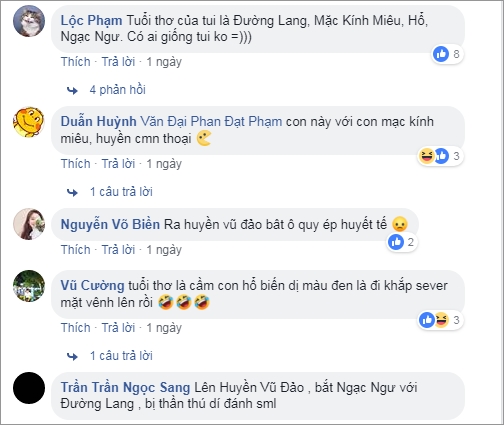 Lộc Phạm Tuổi thơ của tui là Đường Lang, Mặc Kính Miêu, Hổ,
Ngạc Ngư. Có ai giống tui ko =)))
8
Thích · Trả lời · 1 ngày
4 phản hồi
Duẫn Huỳnh Văn Đại Phan Đạt Phạm con này với con mạc kính
miêu, huyền cmn thoại
3
Thích · Trả lời · 1 ngày
1 câu trả lời
Nguyễn Võ Biền Ra huyền vũ đảo bât ô quy ép huyết tế
2
Thích · Trả lời · 1 ngày
Vũ Cường tuổi thơ là cầm con hổ biến dị màu đen là đi khắp sever
mặt vênh lên rồi 🤣🤣🤣
3
Thích · Trả lời · 1 ngày
1 câu trả lời
Trần Trần Ngọc Sang Lên Huyền Vũ Đảo , bắt Ngạc Ngư với
Đường Lang , bị thần thú dí đánh sml